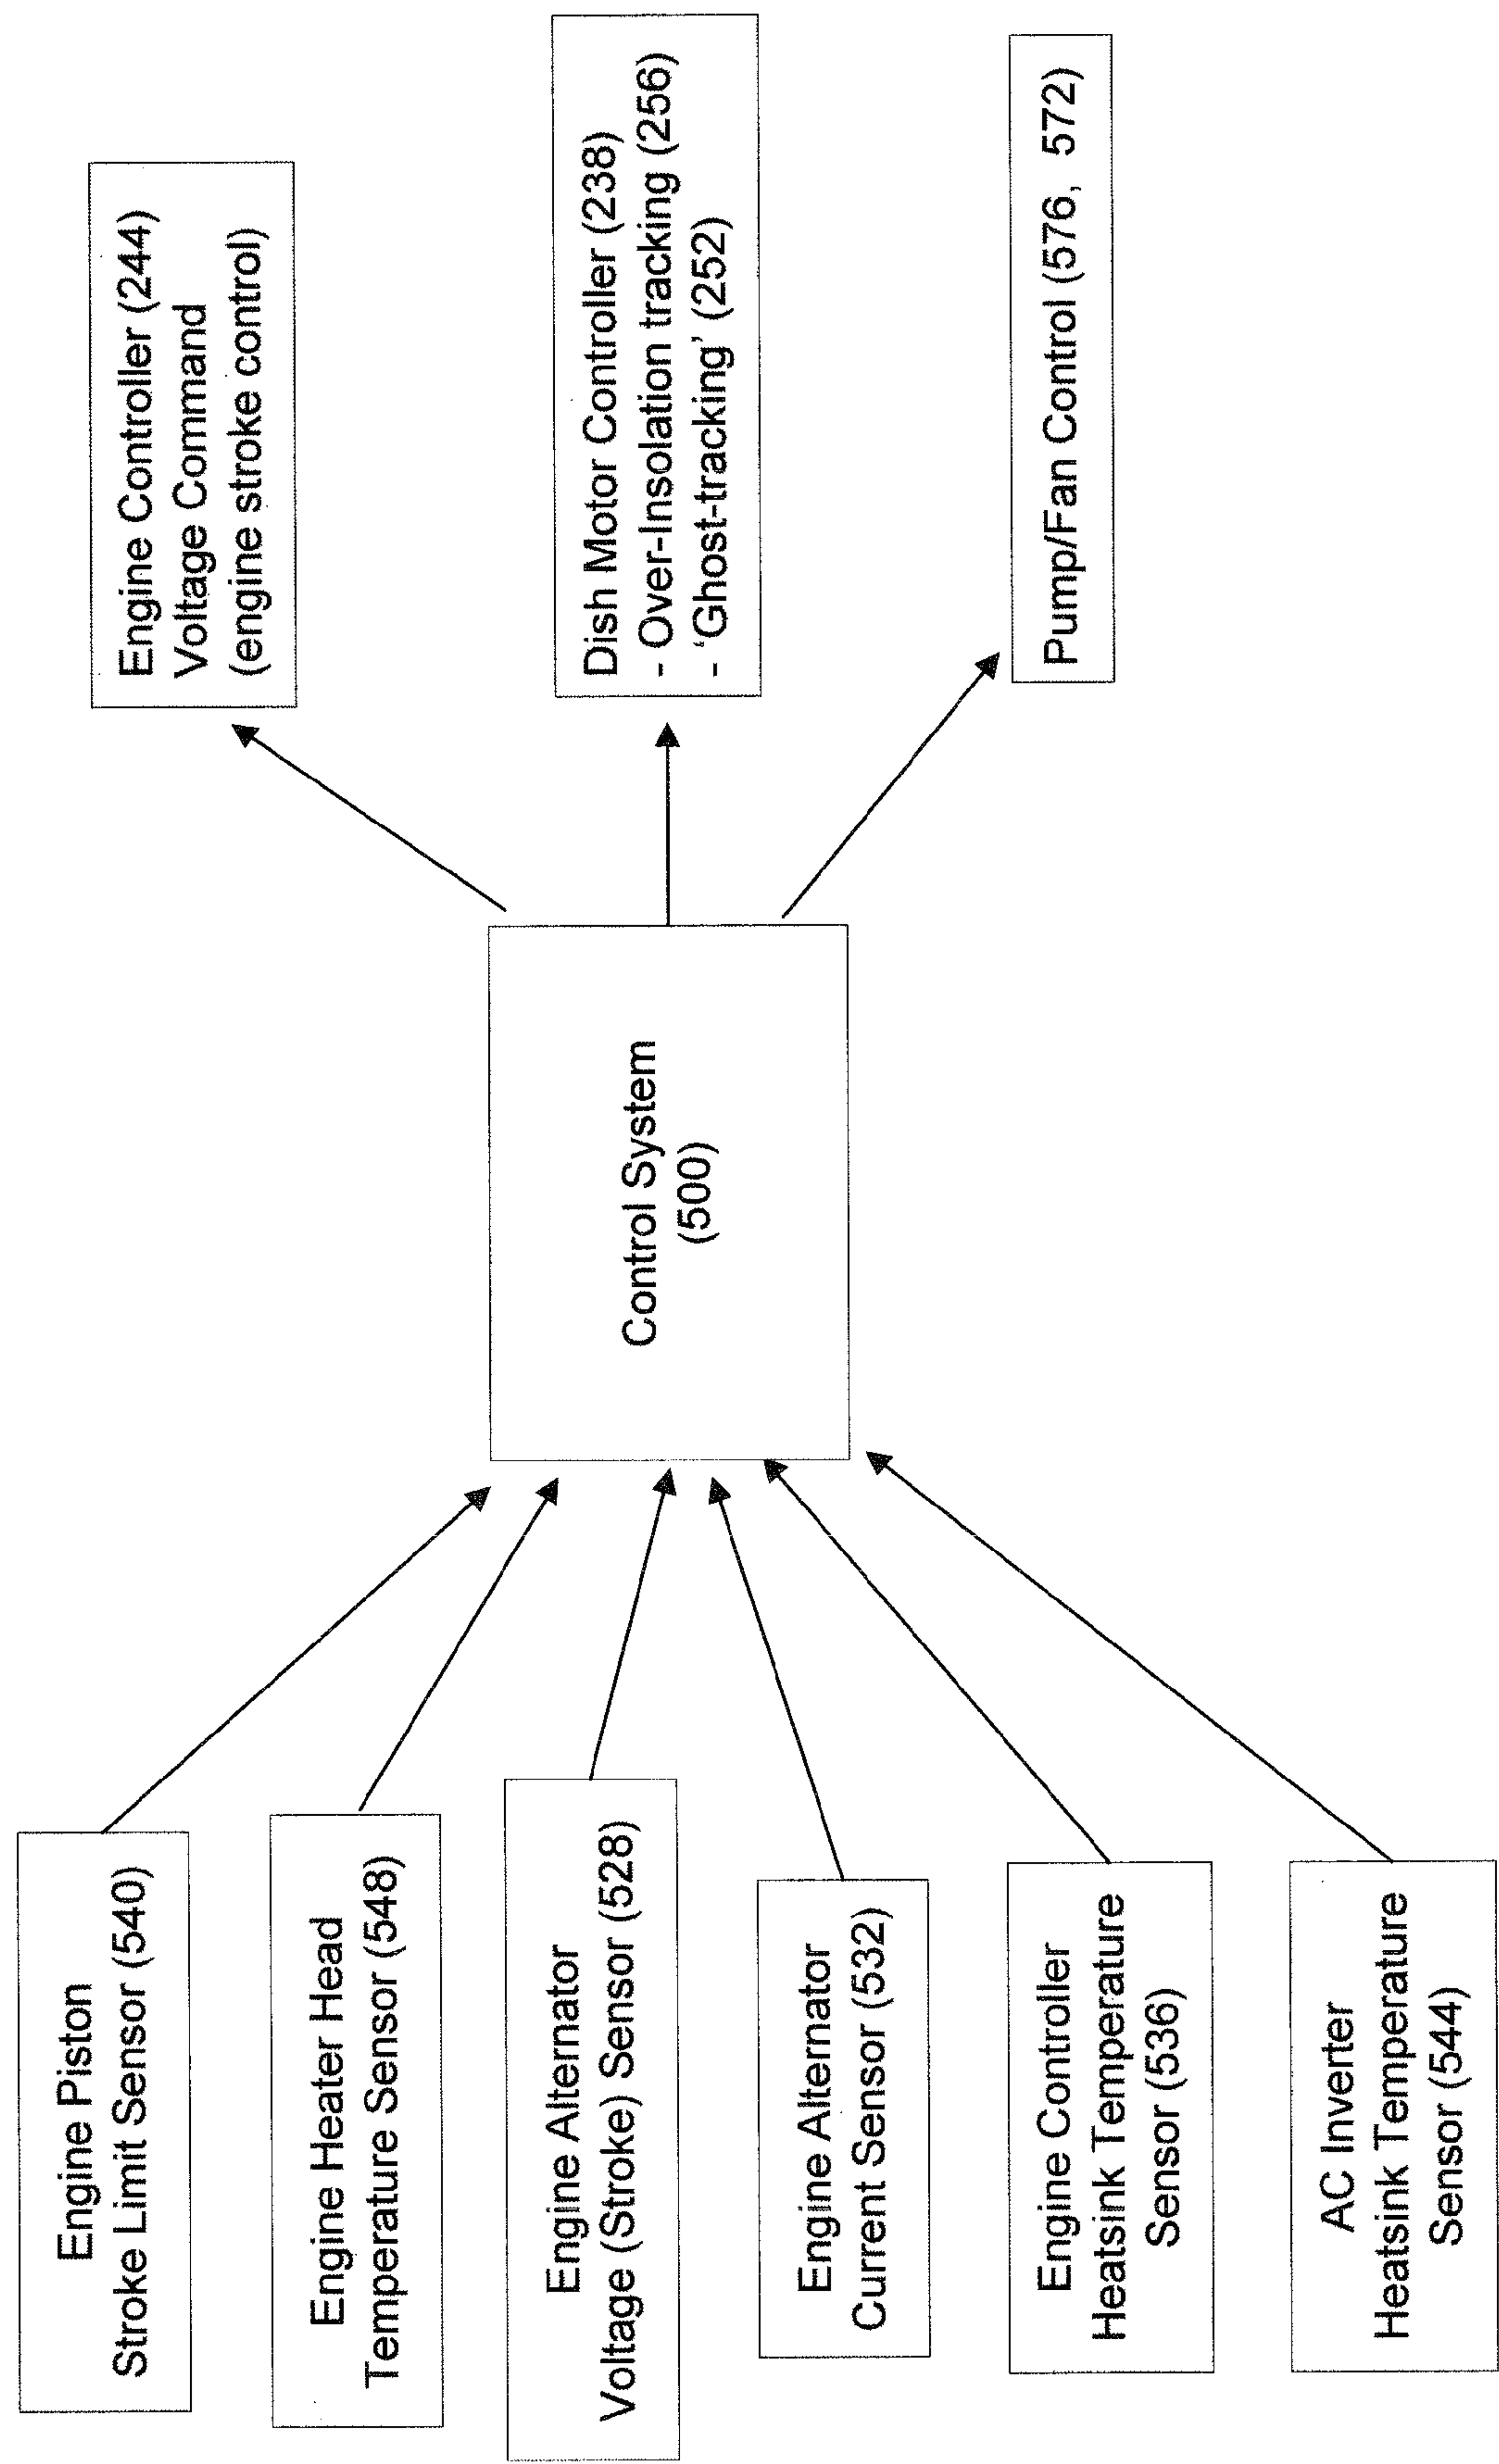 Engine Piston
Stroke Limit Sensor (540)
Engine Heater Head
Temperature Sensor (548)
Engine Alternator
Voltage (Stroke) Sensor (528)
Engine Alternator
Current Sensor (532)
Engine Controller
Heatsink Temperature
Sensor (536)
AC Inverter
Heatsink Temperature
Sensor (544)
Control System
(500)
Engine Controller (244)
Voltage Command
(engine stroke control)
Dish Motor Controller (238)
- Over-Insolation tracking (256)
- ‘Ghost-tracking’ (252)
Pump/Fan Control (576, 572)